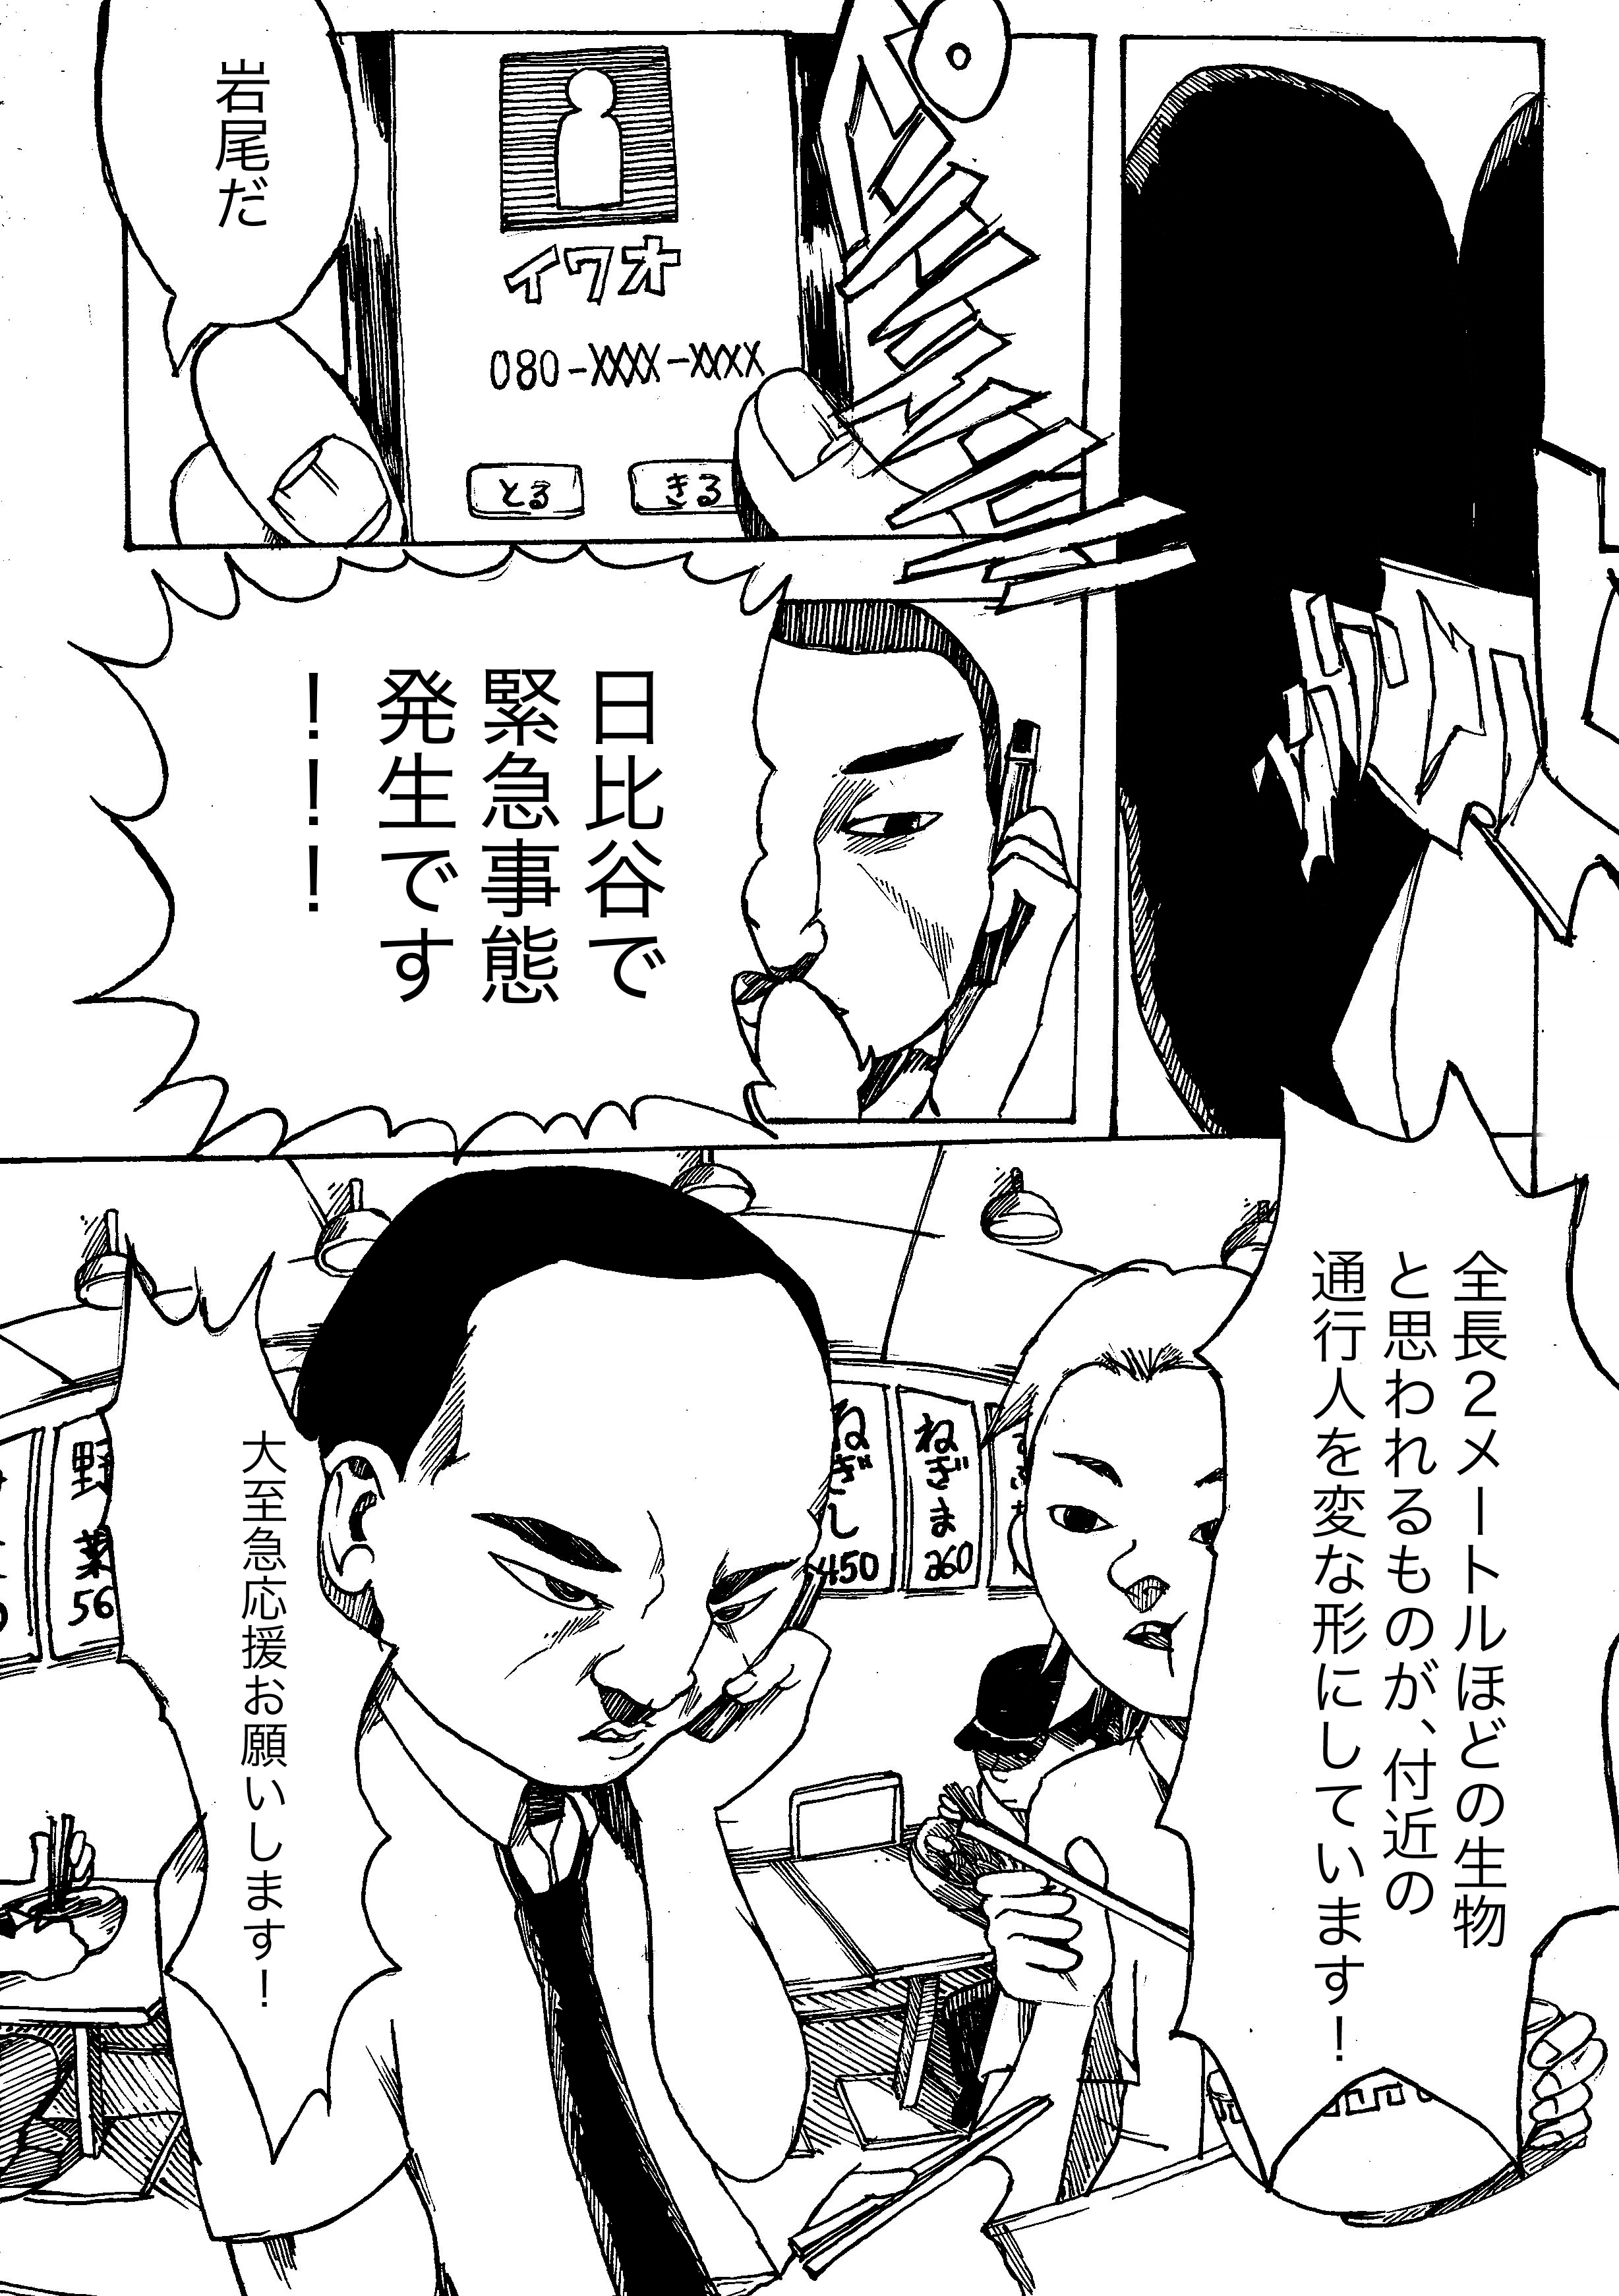 イワオ
080-XXXX-XXXX
とる
きる
岩尾だ
日比谷で
緊急事態
発生です
！！！
全長2メートルほどの生物
と思われるものが、付近の
通行人を変な形にしています！
ねぎま
260
ねぎし
450
野菜
56
大至急応援お願いします！